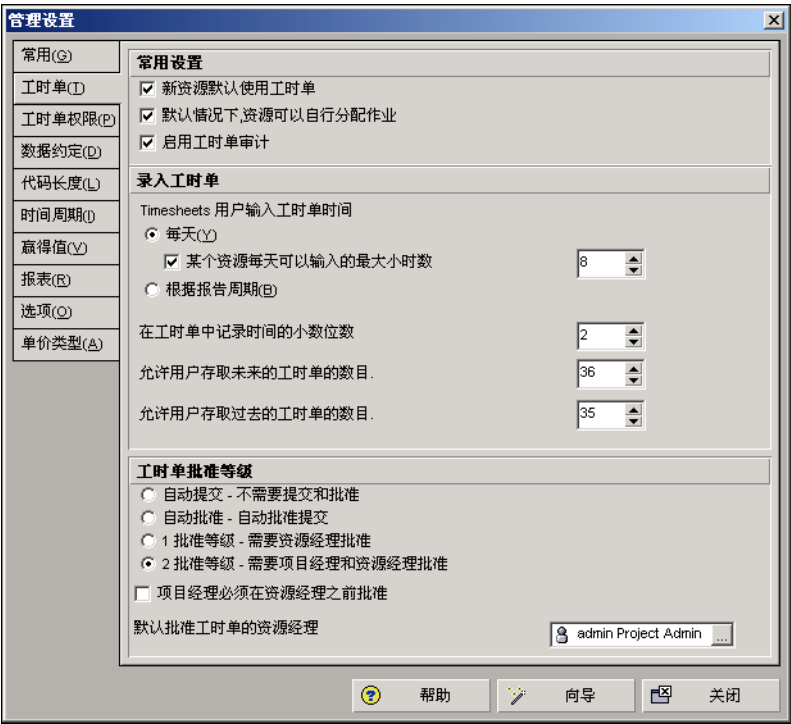 管理设置
常用(G)
工时单(T)
工时单权限(P)
数据约定(D)
代码长度(L)
时间周期(I)
赢得值(V)
报表(R)
选项(O)
单价类型(A)
常用设置
新资源默认使用工时单
默认情况下,资源可以自行分配作业
启用工时单审计
录入工时单
Timesheets 用户输入工时单时间
每天(Y)
某个资源每天可以输入的最大小时数 8
根据报告周期(B)
在工时单中记录时间的小数位数 2
允许用户存取未来的工时单的数目. 36
允许用户存取过去的工时单的数目. 35
工时单批准等级
自动提交 - 不需要提交和批准
自动批准 - 自动批准提交
1 批准等级 - 需要资源经理批准
2 批准等级 - 需要项目经理和资源经理批准
项目经理必须在资源经理之前批准
默认批准工时单的资源经理 admin Project Admin ...
帮助 向导 关闭